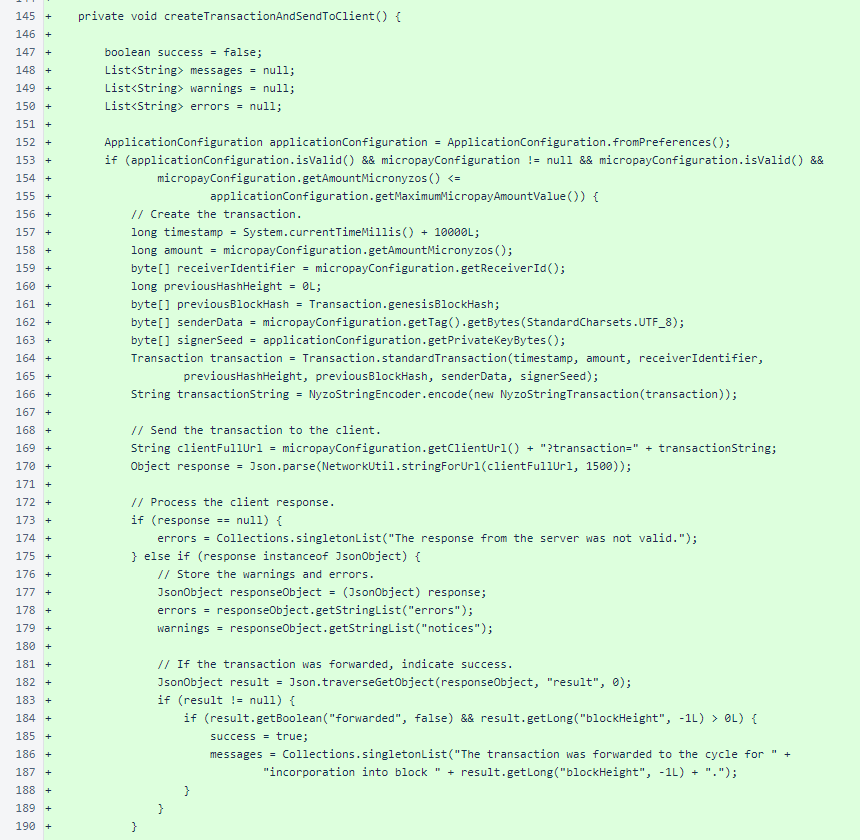 145 +     private void createTransactionAndSendToClient() {
146 +
147 +         boolean success = false;
148 +         List<String> messages = null;
149 +         List<String> warnings = null;
150 +         List<String> errors = null;
151 +
152 +         ApplicationConfiguration applicationConfiguration = ApplicationConfiguration.fromPreferences();
153 +         if (applicationConfiguration.isValid() && micropayConfiguration != null && micropayConfiguration.isValid() &&
154 +                 micropayConfiguration.getAmountMicronyzos() <=
155 +                         applicationConfiguration.getMaximumMicropayAmountValue()) {
156 +             // Create the transaction.
157 +             long timestamp = System.currentTimeMillis() + 10000L;
158 +             long amount = micropayConfiguration.getAmountMicronyzos();
159 +             byte[] receiverIdentifier = micropayConfiguration.getReceiverId();
160 +             long previousHashHeight = 0L;
161 +             byte[] previousBlockHash = Transaction.genesisBlockHash;
162 +             byte[] senderData = micropayConfiguration.getTag().getBytes(StandardCharsets.UTF_8);
163 +             byte[] signerSeed = applicationConfiguration.getPrivateKeyBytes();
164 +             Transaction transaction = Transaction.standardTransaction(timestamp, amount, receiverIdentifier,
165 +                     previousHashHeight, previousBlockHash, senderData, signerSeed);
166 +             String transactionString = NyzoStringEncoder.encode(new NyzoStringTransaction(transaction));
167 +
168 +             // Send the transaction to the client.
169 +             String clientFullUrl = micropayConfiguration.getClientUrl() + "?transaction=" + transactionString;
170 +             Object response = Json.parse(NetworkUtil.stringForUrl(clientFullUrl, 1500));
171 +
172 +             // Process the client response.
173 +             if (response == null) {
174 +                 errors = Collections.singletonList("The response from the server was not valid.");
175 +             } else if (response instanceof JsonObject) {
176 +                 // Store the warnings and errors.
177 +                 JsonObject responseObject = (JsonObject) response;
178 +                 errors = responseObject.getStringList("errors");
179 +                 warnings = responseObject.getStringList("notices");
180 +
181 +                 // If the transaction was forwarded, indicate success.
182 +                 JsonObject result = Json.traverseGetObject(responseObject, "result", 0);
183 +                 if (result != null) {
184 +                     if (result.getBoolean("forwarded", false) && result.getLong("blockHeight", -1L) > 0L) {
185 +                         success = true;
186 +                         messages = Collections.singletonList("The transaction was forwarded to the cycle for " +
187 +                                 "incorporation into block " + result.getLong("blockHeight", -1L) + ".");
188 +                     }
189 +                 }
190 +             }